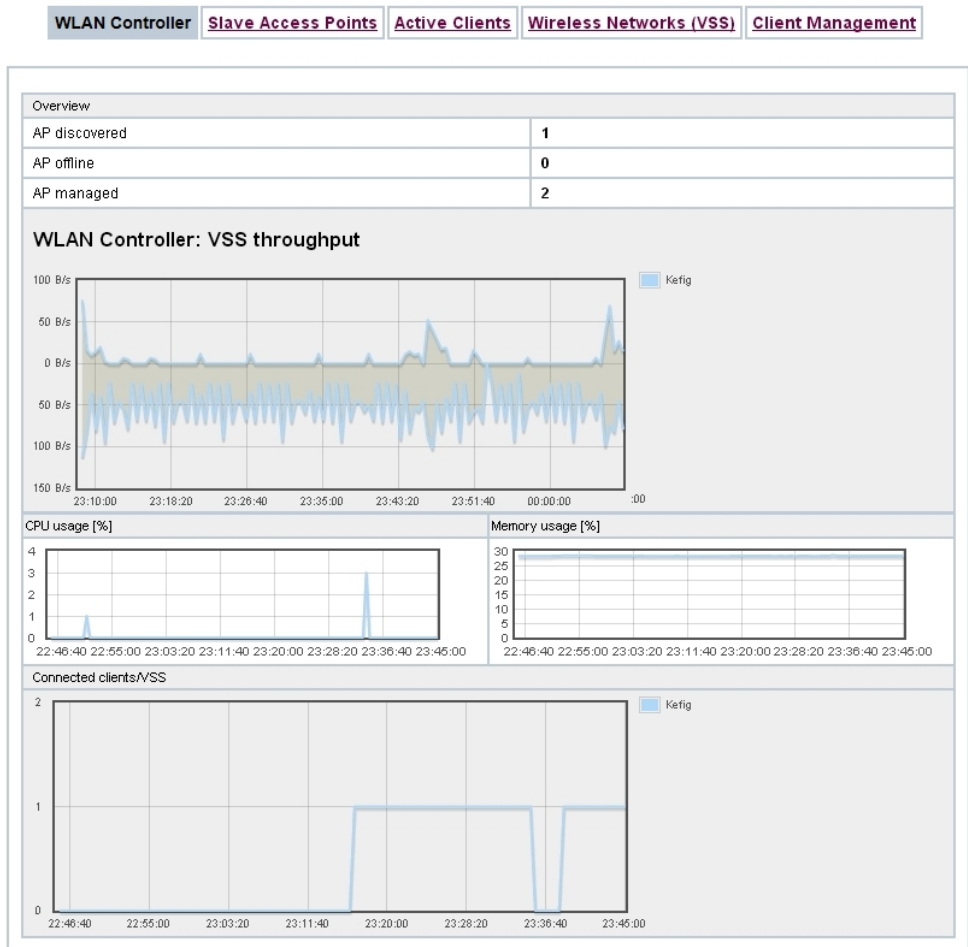 WLAN Controller Slave Access Points Active Clients Wireless Networks (VSS) Client Management
Overview
AP discovered 1
AP offline 0
AP managed 2
WLAN Controller: VSS throughput
100 B/s
50 B/s
0 B/s
50 B/s
100 B/s
150 B/s
23:10:00 23:18:20 23:26:40 23:35:00 23:43:20 23:51:40 00:00:00 :00
Kefig
CPU usage [%]
4
3
2
1
0
22:46:40 22:55:00 23:03:20 23:11:40 23:20:00 23:28:20 23:36:40 23:45:00
Memory usage [%]
30
25
20
15
10
5
0
22:46:40 22:55:00 23:03:20 23:11:40 23:20:00 23:28:20 23:36:40 23:45:00
Connected clients/VSS
2
1
0
22:46:40 22:55:00 23:03:20 23:11:40 23:20:00 23:28:20 23:36:40 23:45:00
Kefig